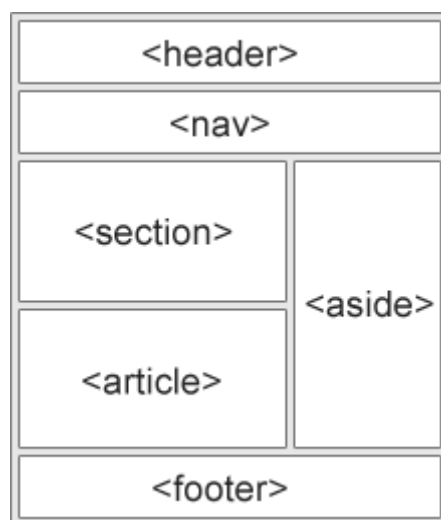 <header>
<nav>
<section>
<aside>
<article>
<footer>